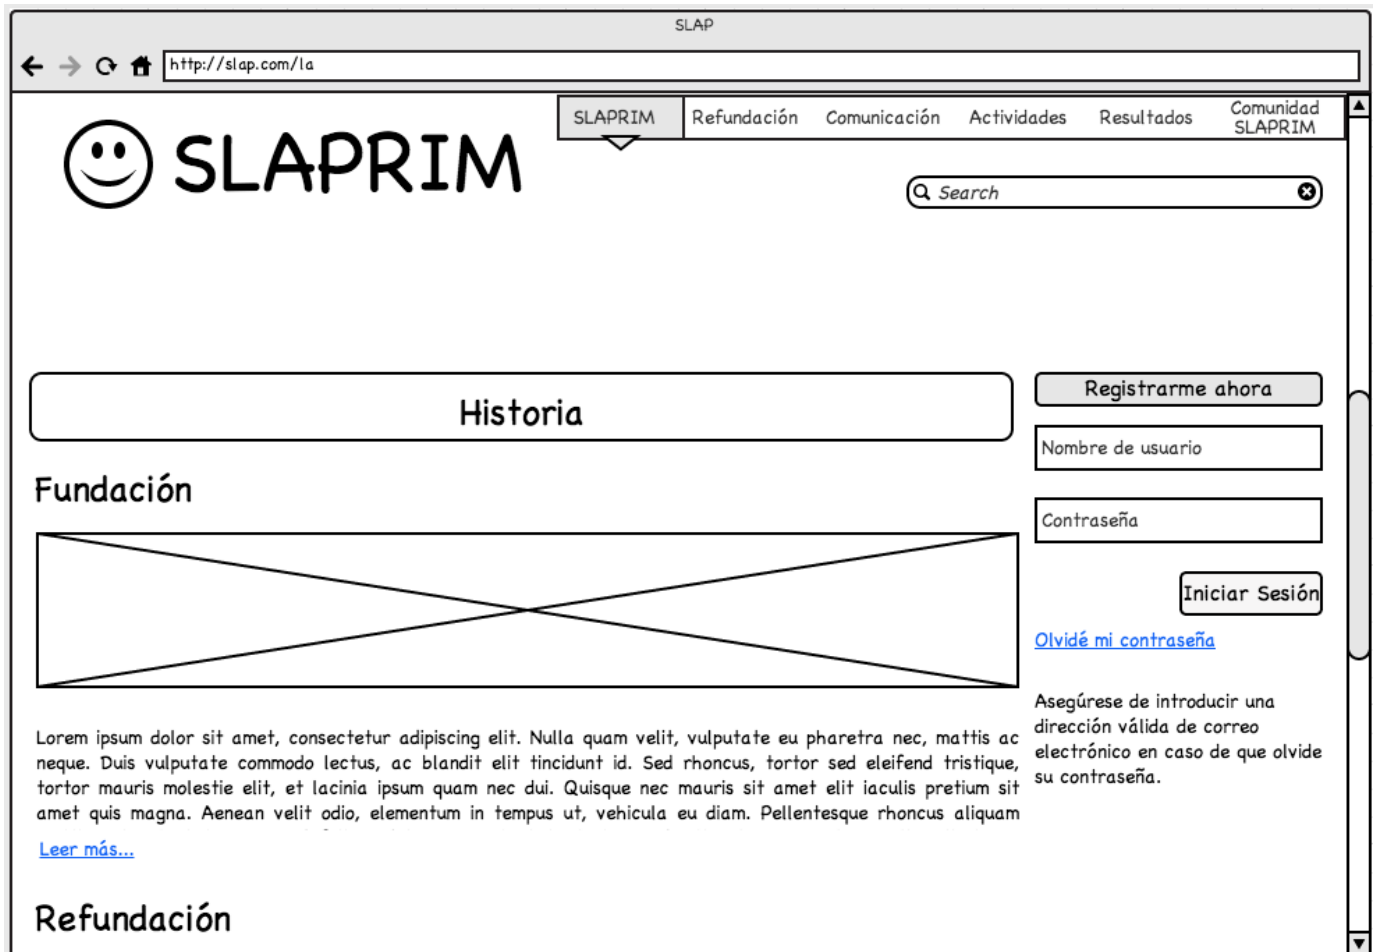 SLAP
http://slap.com/la
SLAPRIM
Refundación
Comunicación
Actividades
Resultados
Comunidad
SLAPRIM
SLAPRIM
Search
Historia
Fundación
Lorem ipsum dolor sit amet, consectetur adipiscing elit. Nulla quam velit, vulputate eu pharetra nec, mattis ac
neque. Duis vulputate commodo lectus, ac blandit elit tincidunt id. Sed rhoncus, tortor sed eleifend tristique,
tortor mauris molestie elit, et lacinia ipsum quam nec dui. Quisque nec mauris sit amet elit iaculis pretium sit
amet quis magna. Aenean velit odio, elementum in tempus ut, vehicula eu diam. Pellentesque rhoncus aliquam
Leer más...
Refundación
Registrarme ahora
Nombre de usuario
Contraseña
Iniciar Sesión
Olvidé mi contraseña
Asegúrese de introducir una
dirección válida de correo
electrónico en caso de que olvide
su contraseña.